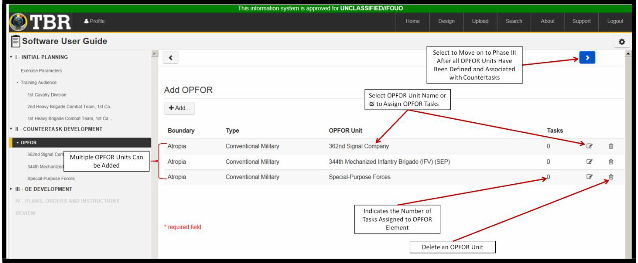 This information system is approved for UNCLASSIFIED//FOUO
TBR
Profile
Home Design Upload Search About Support Logout
Software User Guide
I - INITIAL PLANNING
Exercise Parameters
Training Audience
1st Cavalry Division
2nd Heavy Brigade Combat Team, 1st Ca...
1st Heavy Brigade Combat Team, 1st Ca...
II - COUNTERTASK DEVELOPMENT
OPFOR
362nd Signal Com
344th Mechanized
Special-Purpose Forces
III - OE DEVELOPMENT
IV - PLANS, ORDERS AND INSTRUCTIONS
REVIEW
Multiple OPFOR Units Can
be Added
Select to Move on to Phase III
After all OPFOR Units Have
Been Defined and Associated
with Countertasks
Add OPFOR
+ Add
Select OPFOR Unit Name or
to Assign OPFOR Tasks
Boundary Type OPFOR Unit Tasks
Atropia Conventional Military 362nd Signal Company 0
Atropia Conventional Military 344th Mechanized Infantry Brigade (IFV) (SEP) 0
Atropia Conventional Military Special-Purpose Forces 0
* required field
Indicates the Number of
Tasks Assigned to OPFOR
Element
Delete an OPFOR Unit